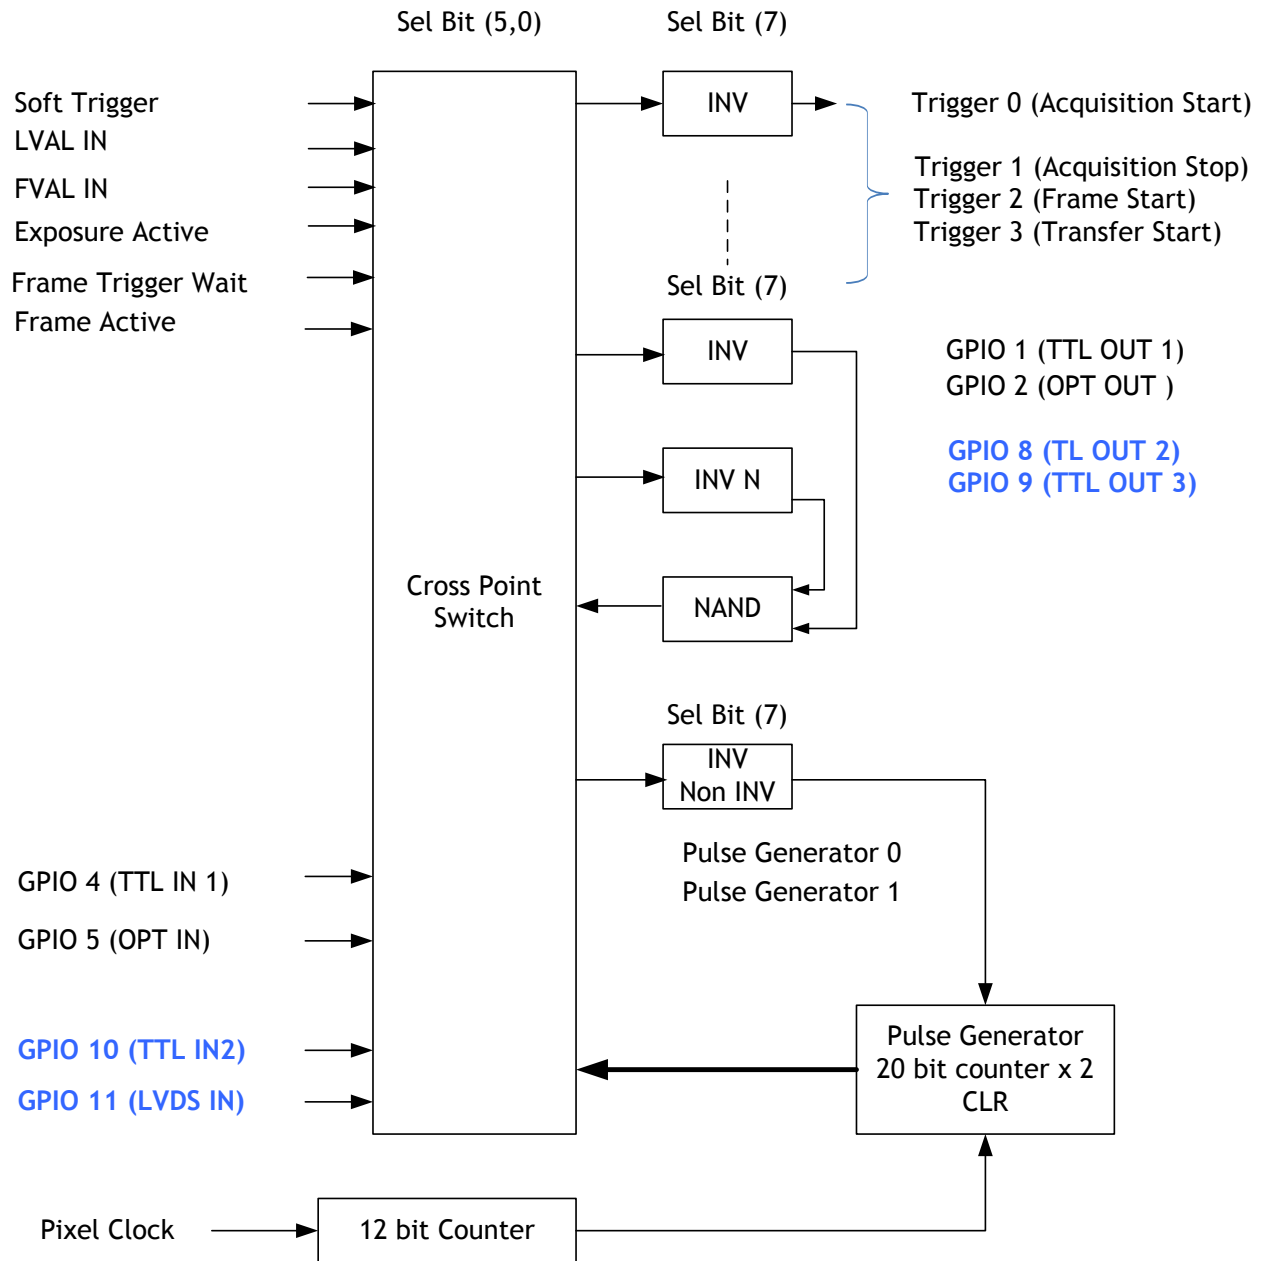 Sel Bit (5,0)
Sel Bit (7)
Soft Trigger
LVAL IN
FVAL IN
Exposure Active
Frame Trigger Wait
Frame Active
INV
Trigger 0 (Acquisition Start)
Trigger 1 (Acquisition Stop)
Trigger 2 (Frame Start)
Trigger 3 (Transfer Start)
Sel Bit (7)
INV
GPIO 1 (TTL OUT 1)
GPIO 2 (OPT OUT )
GPIO 8 (TL OUT 2)
GPIO 9 (TTL OUT 3)
INV N
NAND
Cross Point
Switch
Sel Bit (7)
INV
Non INV
Pulse Generator 0
Pulse Generator 1
GPIO 4 (TTL IN 1)
GPIO 5 (OPT IN)
GPIO 10 (TTL IN2)
GPIO 11 (LVDS IN)
Pulse Generator
20 bit counter x 2
CLR
Pixel Clock
12 bit Counter